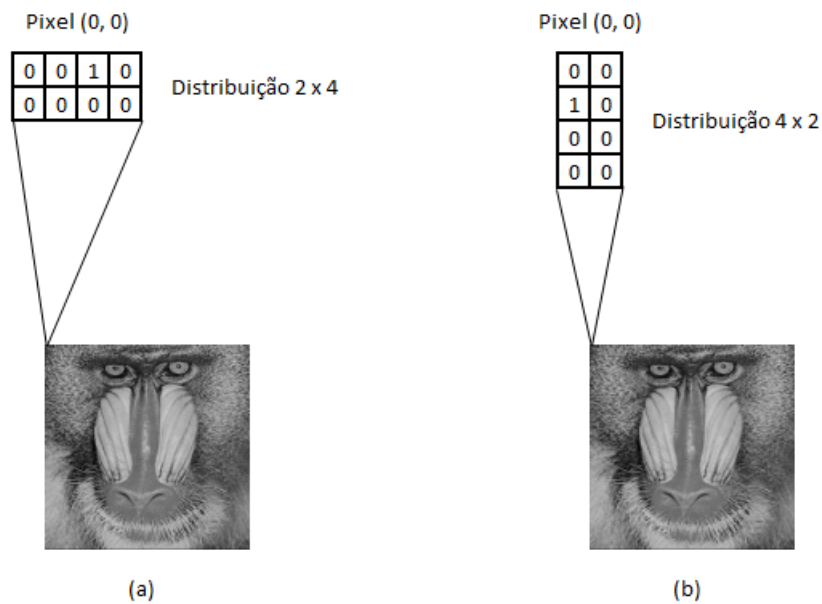 Pixel (0, 0)
0 0 1 0
0 0 0 0
Distribuição 2 x 4
(a)
Pixel (0, 0)
0 0
1 0
0 0
0 0
Distribuição 4 x 2
(b)